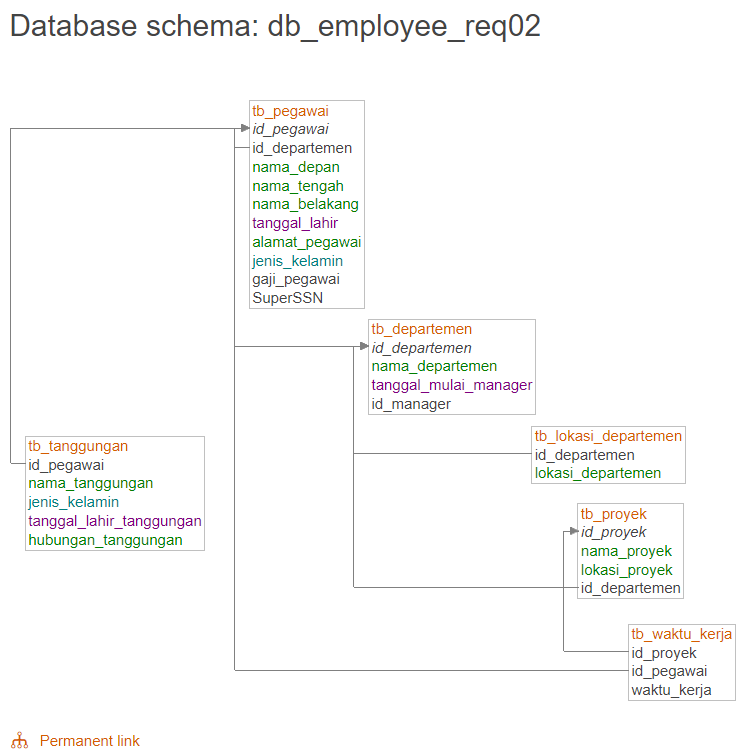 Database schema: db_employee_req02
tb_pegawai
id_pegawai
id_departemen
nama_depan
nama_tengah
nama_belakang
tanggal_lahir
alamat_pegawai
jenis_kelamin
gaji_pegawai
SuperSSN
tb_departemen
id_departemen
nama_departemen
tanggal_mulai_manager
id_manager
tb_lokasi_departemen
id_departemen
lokasi_departemen
tb_tanggungan
id_pegawai
nama_tanggungan
jenis_kelamin
tanggal_lahir_tanggungan
hubungan_tanggungan
tb_proyek
id_proyek
nama_proyek
lokasi_proyek
id_departemen
tb_waktu_kerja
id_proyek
id_pegawai
waktu_kerja
Permanent link